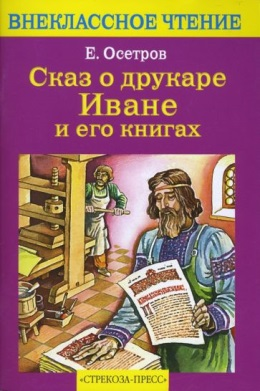 ВНЕКЛАССНОЕ ЧТЕНИЕ
Е. Осетров
Сказ о друкаре
Иване
и его книгах
«СТРЕКОЗА-ПРЕСС»